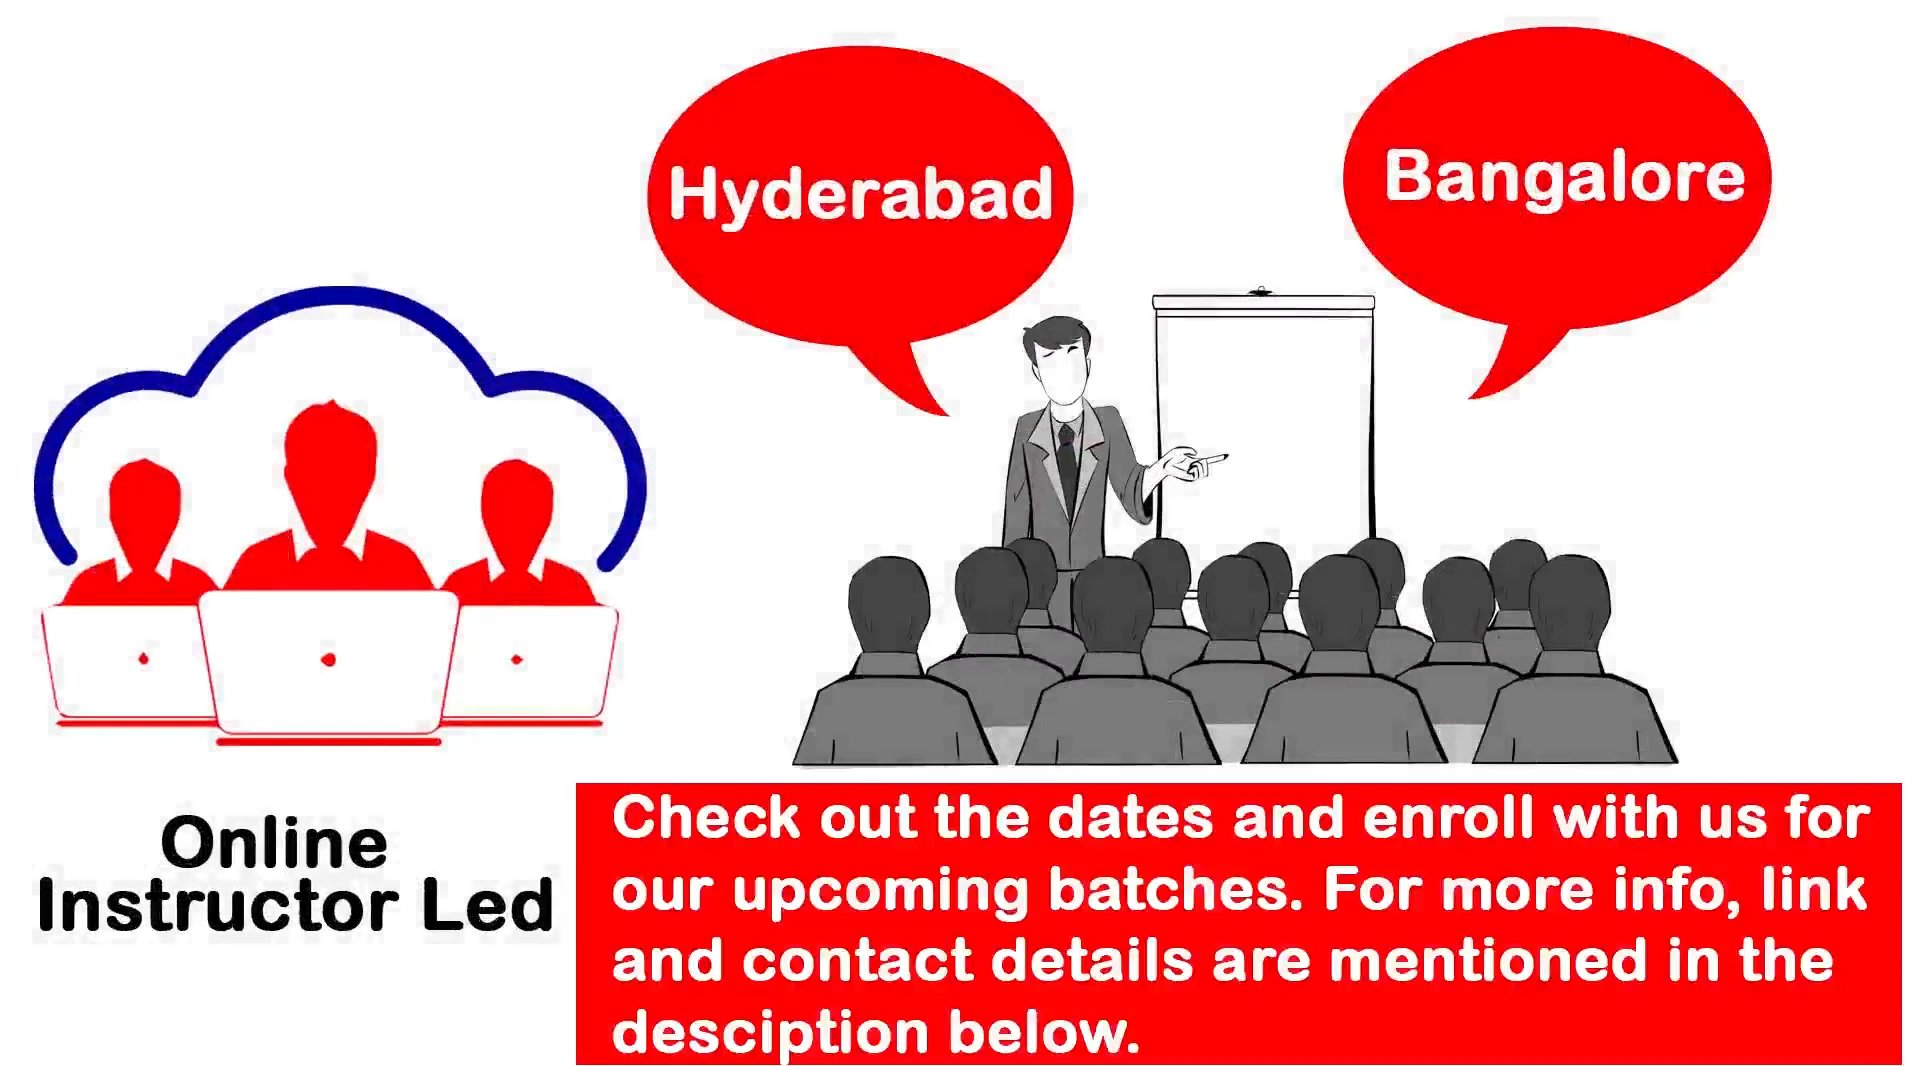 Hyderabad
Bangalore
Online
Instructor Led
Check out the dates and enroll with us for
our upcoming batches. For more info, link
and contact details are mentioned in the
desciption below.